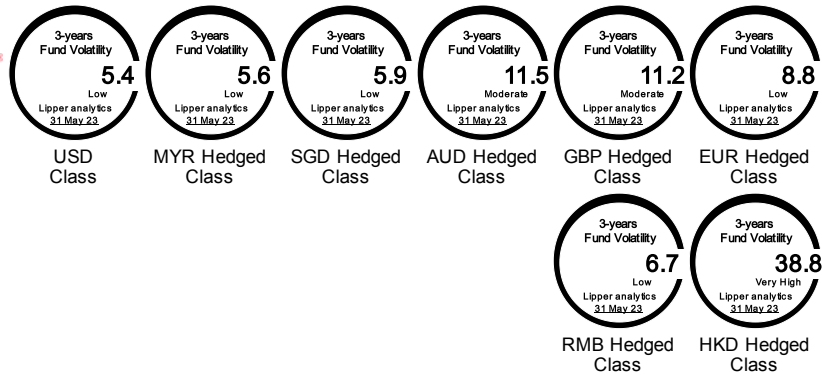 3-years
Fund Volatility
5.4
Low
Lipper analytics
31 May 23
USD
Class
3-years
Fund Volatility
5.6
Low
Lipper analytics
31 May 23
MYR Hedged
Class
3-years
Fund Volatility
5.9
Low
Lipper analytics
31 May 23
SGD Hedged
Class
3-years
Fund Volatility
11.5
Moderate
Lipper analytics
31 May 23
AUD Hedged
Class
3-years
Fund Volatility
11.2
Moderate
Lipper analytics
31 May 23
GBP Hedged
Class
3-years
Fund Volatility
8.8
Low
Lipper analytics
31 May 23
EUR Hedged
Class
3-years
Fund Volatility
6.7
Low
Lipper analytics
31 May 23
RMB Hedged
Class
3-years
Fund Volatility
38.8
Very High
Lipper analytics
31 May 23
HKD Hedged
Class